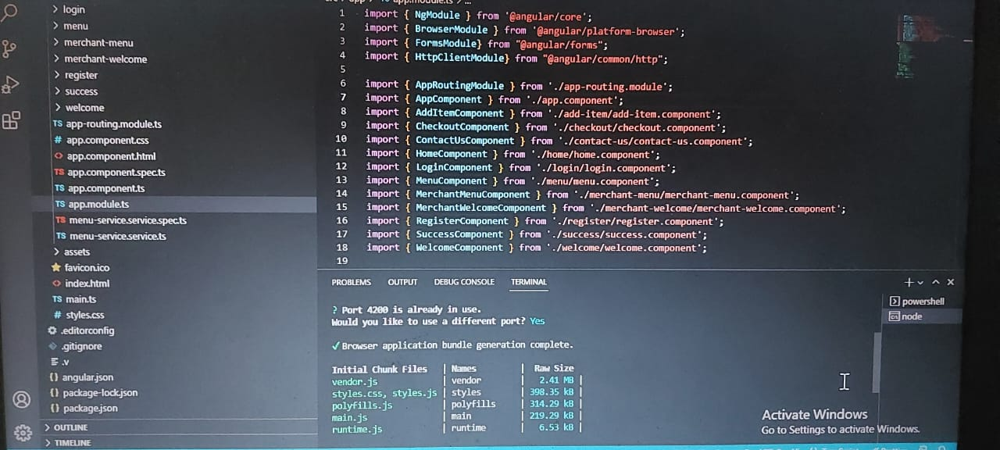 login
menu
merchant-menu
merchant-welcome
register
success
welcome
TS app-routing.module.ts
# app.component.css
<> app.component.html
TS app.component.spec.ts
TS app.component.ts
TS app.module.ts
TS menu-service.service.spec.ts
TS menu-service.service.ts
assets
favicon.ico
<> index.html
TS main.ts
# styles.css
.editorconfig
.gitignore
.v
{} angular.json
{} package-lock.json
{} package.json
OUTLINE
TIMELINE
1 import { NgModule } from '@angular/core';
2 import { BrowserModule } from '@angular/platform-browser';
3 import { FormsModule} from "@angular/forms";
4 import { HttpClientModule} from "@angular/common/http";
5
6 import { AppRoutingModule } from './app-routing.module';
7 import { AppComponent } from './app.component';
8 import { AddItemComponent } from './add-item/add-item.component';
9 import { CheckoutComponent } from './checkout/checkout.component';
10 import { ContactUsComponent } from './contact-us/contact-us.component';
11 import { HomeComponent } from './home/home.component';
12 import { LoginComponent } from './login/login.component';
13 import { MenuComponent } from './menu/menu.component';
14 import { MerchantMenuComponent } from './merchant-menu/merchant-menu.component';
15 import { MerchantWelcomeComponent } from './merchant-welcome/merchant-welcome.component';
16 import { RegisterComponent } from './register/register.component';
17 import { SuccessComponent } from './success/success.component';
18 import { WelcomeComponent } from './welcome/welcome.component';
19
PROBLEMS OUTPUT DEBUG CONSOLE TERMINAL
powershell
node
? Port 4200 is already in use.
Would you like to use a different port? Yes
✓ Browser application bundle generation complete.
Initial Chunk Files | Names | Raw Size
vendor.js | vendor | 2.41 MB |
styles.css, styles.js | styles | 398.35 kB |
polyfills.js | polyfills | 314.29 kB |
main.js | main | 219.29 kB |
runtime.js | runtime | 6.53 kB |
Activate Windows
Go to Settings to activate Windows.